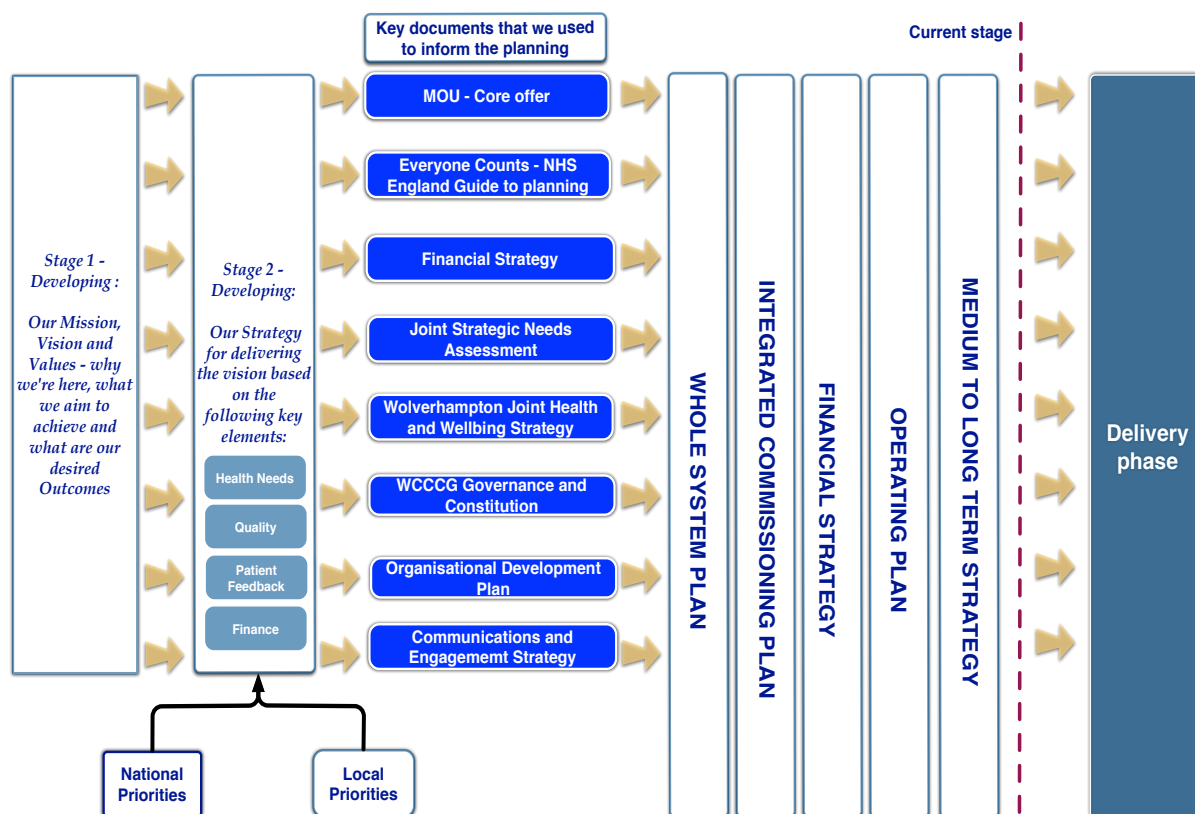 Key documents that we used
to inform the planning
Current stage
Stage 1 -
Developing :
Our Mission,
Vision and
Values - why
we're here, what
we aim to
achieve and
what are our
desired
Outcomes
Stage 2 -
Developing:
Our Strategy
for delivering
the vision based
on the
following key
elements:
Health Needs
Quality
Patient
Feedback
Finance
National
Priorities
Local
Priorities
MOU - Core offer
Everyone Counts - NHS
England Guide to planning
Financial Strategy
Joint Strategic Needs
Assessment
Wolverhampton Joint Health
and Wellbing Strategy
WCCCG Governance and
Constitution
Organisational Development
Plan
Communications and
Engagememt Strategy
WHOLE SYSTEM PLAN
INTEGRATED COMMISSIONING PLAN
FINANCIAL STRATEGY
OPERATING PLAN
MEDIUM TO LONG TERM STRATEGY
Delivery
phase